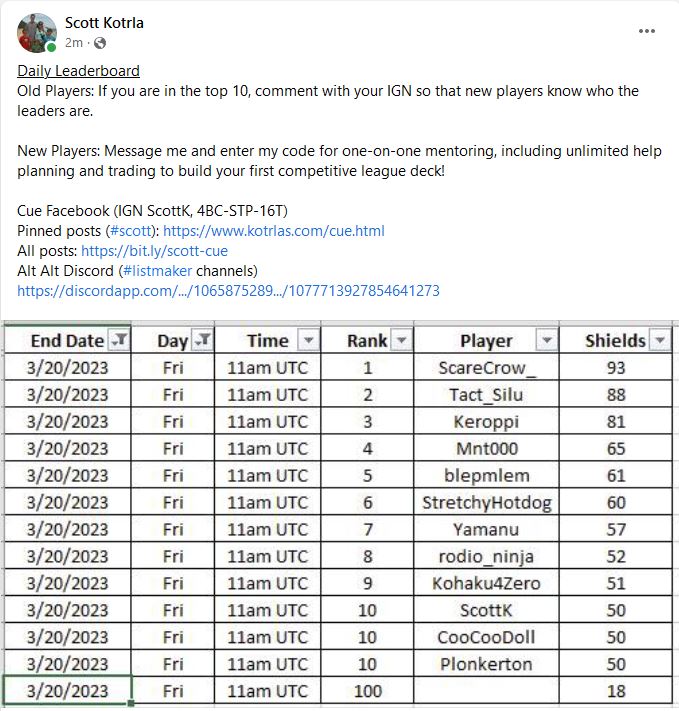 Scott Kotrla
2m ·
Daily Leaderboard
Old Players: If you are in the top 10, comment with your IGN so that new players know who the
leaders are.
New Players: Message me and enter my code for one-on-one mentoring, including unlimited help
planning and trading to build your first competitive league deck!
Cue Facebook (IGN ScottK, 4BC-STP-16T)
Pinned posts (#scott): https://www.kotrlas.com/cue.html
All posts: https://bit.ly/scott-cue
Alt Alt Discord (#listmaker channels)
https://discordapp.com/.../1065875289.../1077713927854641273
End Date Day Time Rank Player Shields
3/20/2023 Fri 11am UTC 1 ScareCrow_ 93
3/20/2023 Fri 11am UTC 2 Tact_Silu 88
3/20/2023 Fri 11am UTC 3 Keroppi 81
3/20/2023 Fri 11am UTC 4 Mnt000 65
3/20/2023 Fri 11am UTC 5 blepmlem 61
3/20/2023 Fri 11am UTC 6 StretchyHotdog 60
3/20/2023 Fri 11am UTC 7 Yamanu 57
3/20/2023 Fri 11am UTC 8 rodio_ninja 52
3/20/2023 Fri 11am UTC 9 Kohaku4Zero 51
3/20/2023 Fri 11am UTC 10 ScottK 50
3/20/2023 Fri 11am UTC 10 CooCooDoll 50
3/20/2023 Fri 11am UTC 10 Plonkerton 50
3/20/2023 Fri 11am UTC 100 18